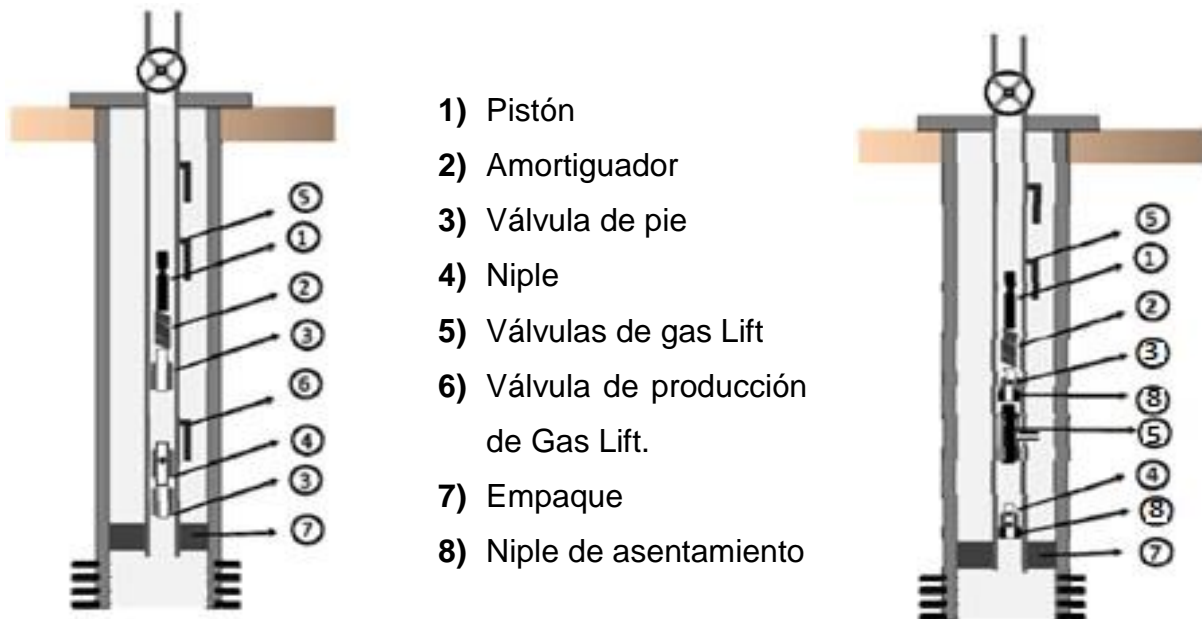 5
1
2
3
6
4
3
7
1) Pistón
2) Amortiguador
3) Válvula de pie
4) Niple
5) Válvulas de gas Lift
6) Válvula de producción
de Gas Lift.
7) Empaque
8) Niple de asentamiento
5
1
2
3
8
5
4
8
7